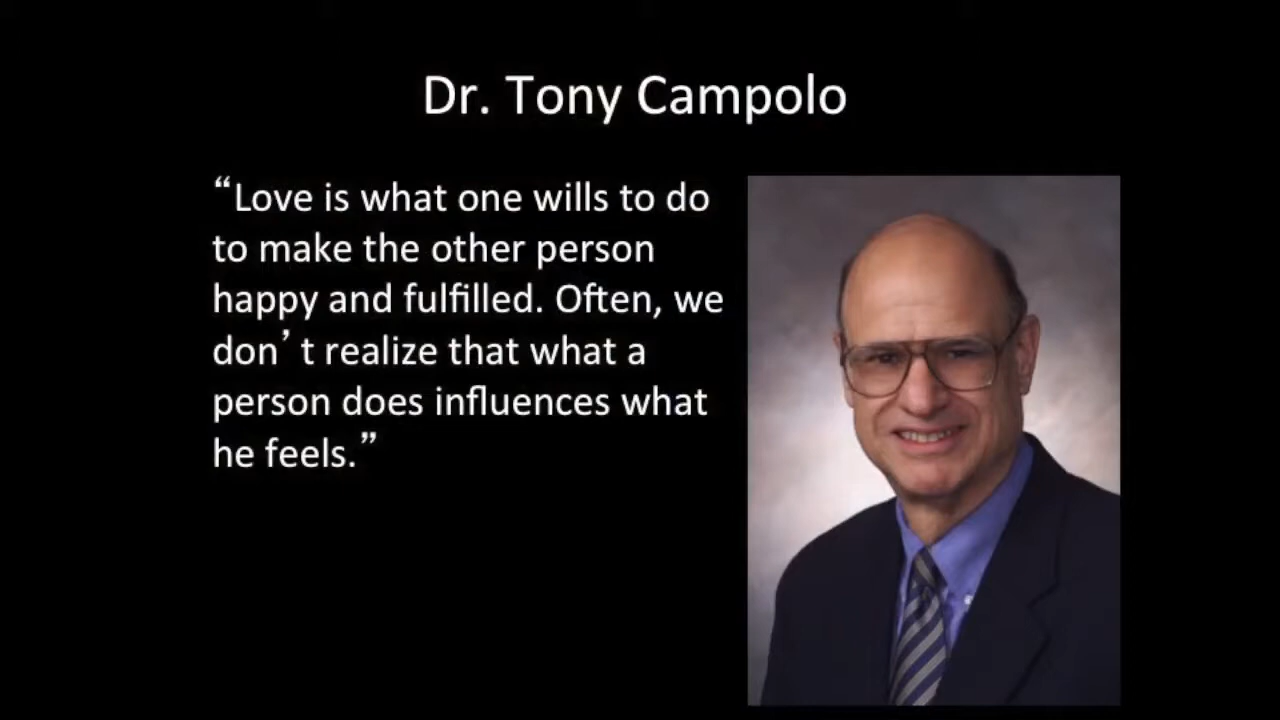 Dr. Tony Campolo
“Love is what one wills to do
to make the other person
happy and fulfilled. Often, we
don’ t realize that what a
person does influences what
he feels.”